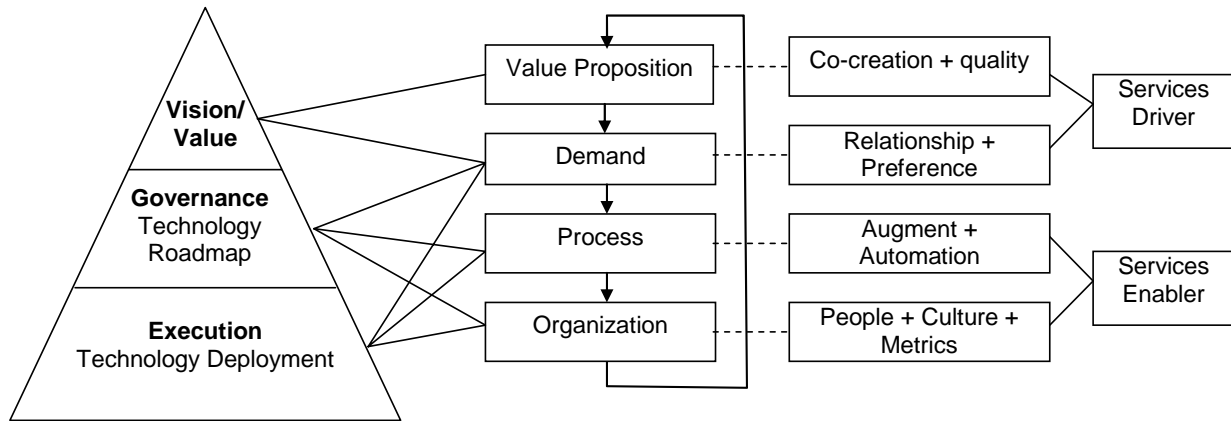 Vision/
Value
Governance
Technology
Roadmap
Execution
Technology Deployment
Value Proposition
Demand
Process
Organization
Co-creation + quality
Relationship +
Preference
Augment +
Automation
People + Culture +
Metrics
Services
Driver
Services
Enabler